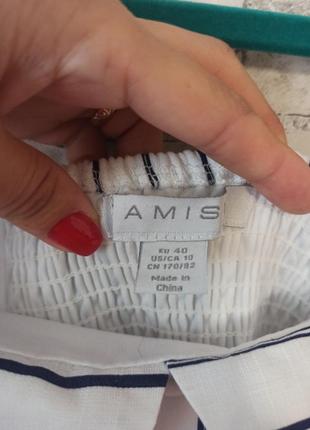 AMIS
EU 40
US/CA 10
CN 170/92
Made in
China